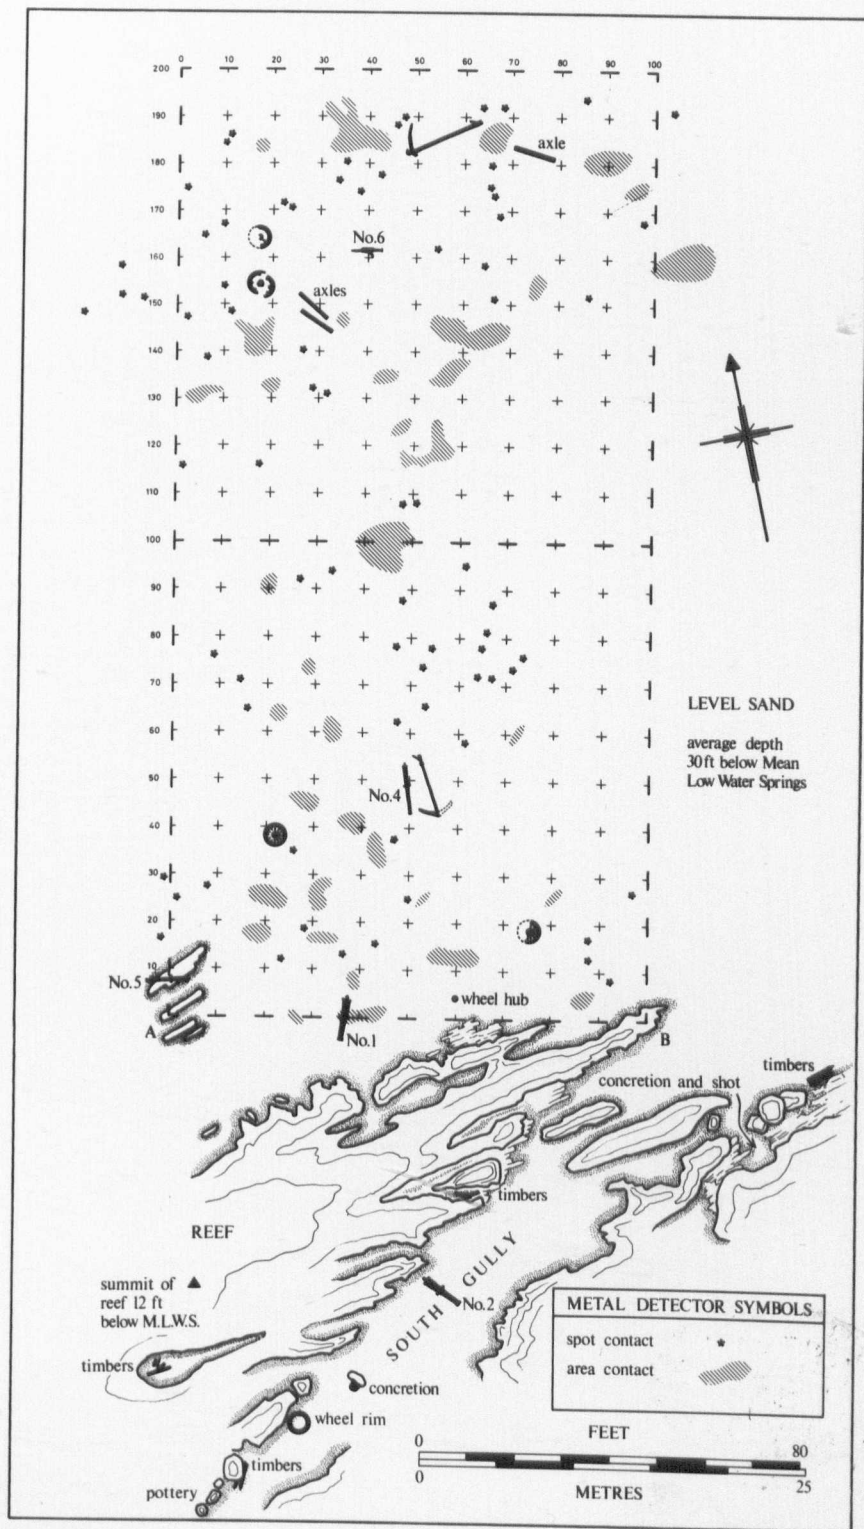 0 10 20 30 40 50 60 70 80 90 100
200
190
180
170
160
150
140
130
120
110
100
90
80
70
60
50
40
30
20
10
axle
No.6
axles
LEVEL SAND
average depth
30ft below Mean
Low Water Springs
No.4
No.5
A
No.1
wheel hub
B
timbers
concretion and shot
timbers
REEF
SOUTH GULLY
summit of
reef 12 ft
below M.L.W.S.
No.2
timbers
concretion
wheel rim
timbers
pottery
METAL DETECTOR SYMBOLS
spot contact
area contact
FEET
0 80
0 25
METRES